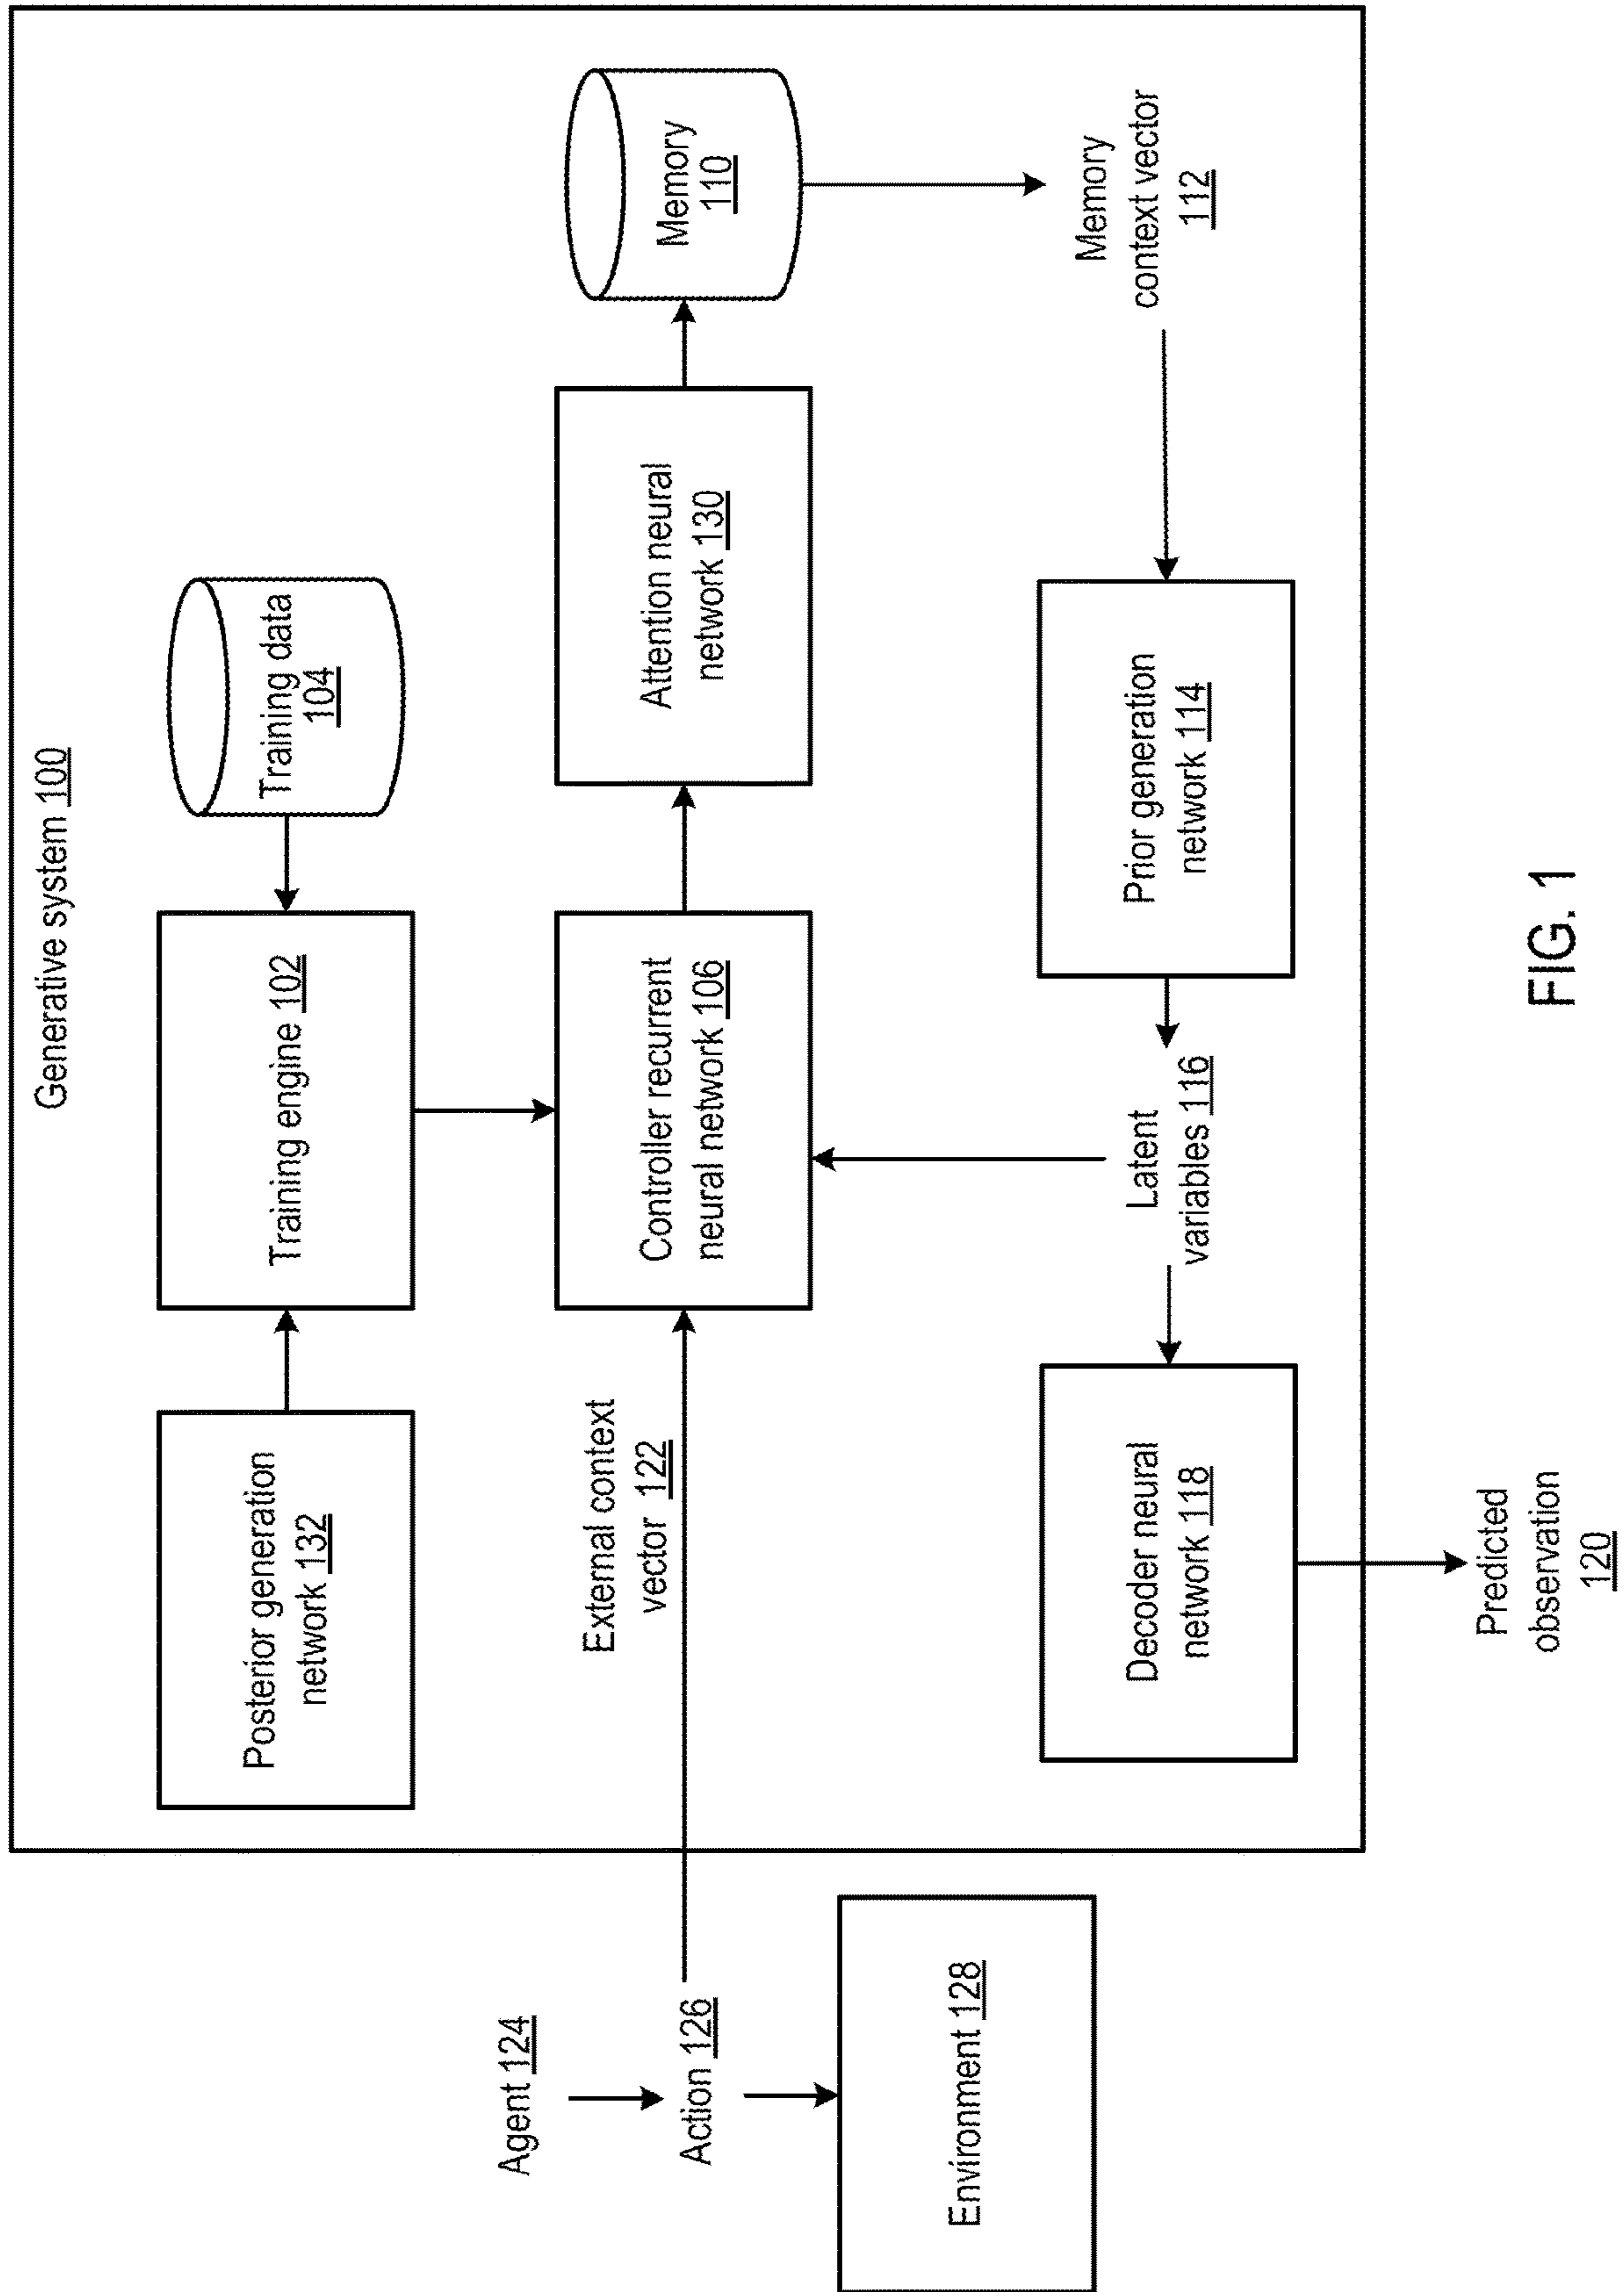 Generative system 100
Posterior generation
network 132
Training engine 102
Training data
104
External context
vector 122
Controller recurrent
neural network 106
Attention neural
network 130
Memory
110
Agent 124
Action 126
Environment 128
Decoder neural
network 118
Latent
variables 116
Prior generation
network 114
Memory
context vector
112
Predicted
observation
120
FIG. 1